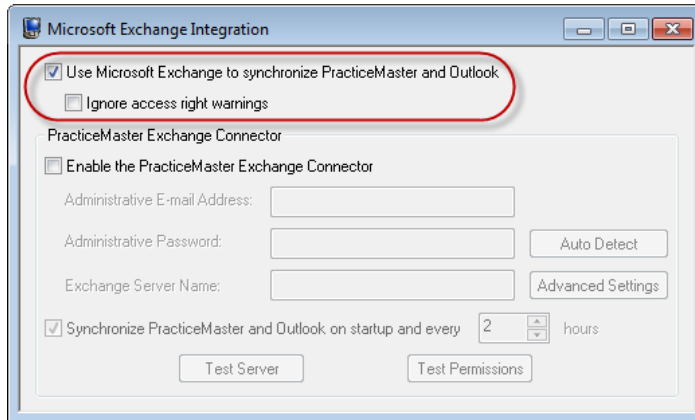 Microsoft Exchange Integration
Use Microsoft Exchange to synchronize PracticeMaster and Outlook
Ignore access right warnings
PracticeMaster Exchange Connector
Enable the PracticeMaster Exchange Connector
Administrative E-mail Address:
Administrative Password:
Auto Detect
Exchange Server Name:
Advanced Settings
Synchronize PracticeMaster and Outlook on startup and every 2 hours
Test Server
Test Permissions